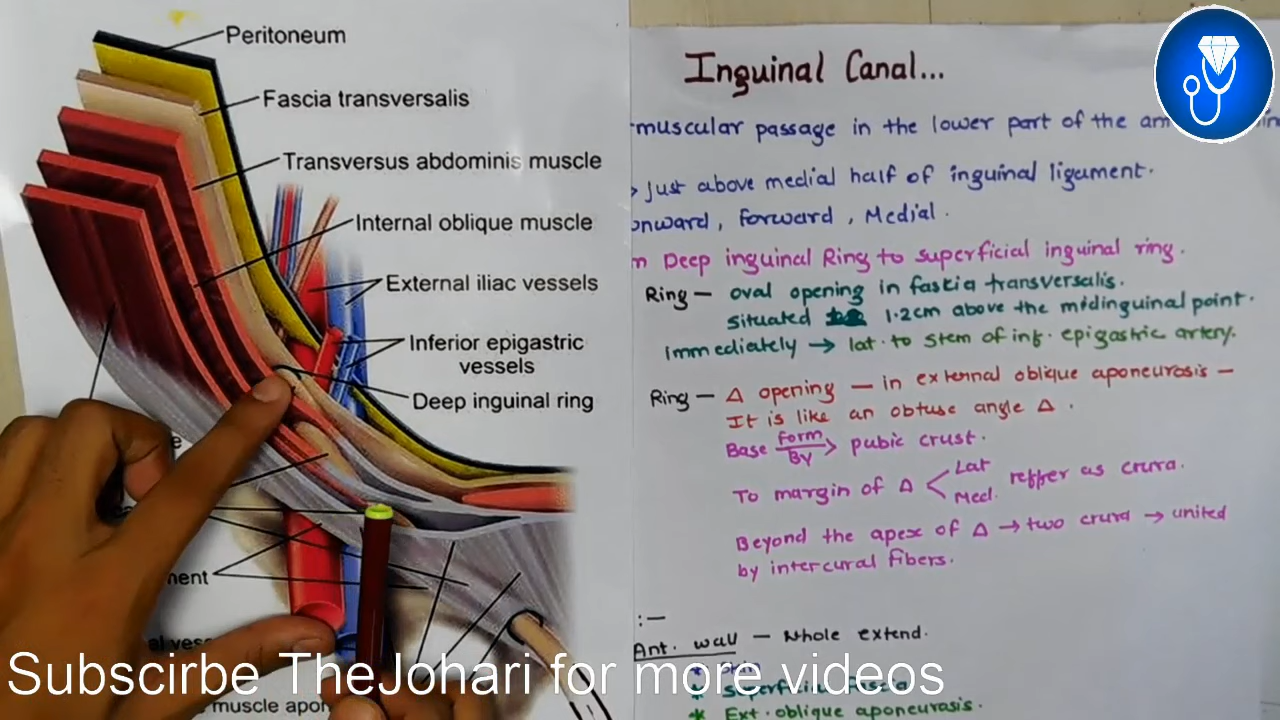 Peritoneum
Fascia transversalis
Transversus abdominis muscle
Internal oblique muscle
External iliac vessels
Inferior epigastric
vessels
Deep inguinal ring
muscle apon
Inguinal Canal...
muscular passage in the lower part of the
Just above medial half of inguinal ligament.
onward, forward, Medial.
Deep inguinal Ring to superficial inguinal ring.
Ring — oval opening in fascia transversalis.
situated 1.2cm above the midinguinal point.
immediately → lat. to stem of inf. epigastric artery.
Ring — Δ opening — in external oblique aponeurosis —
It is like an obtuse angle Δ.
Base form By → pubic crust.
To margin of Δ < Lat Med. reffer as crura.
Beyond the apex of Δ → two crura → united
by intercural fibers.
:—
Ant. wall — Whole extend.
* Superficial fascia
* Ext. oblique aponeurosis.
Subscirbe TheJohari for more videos